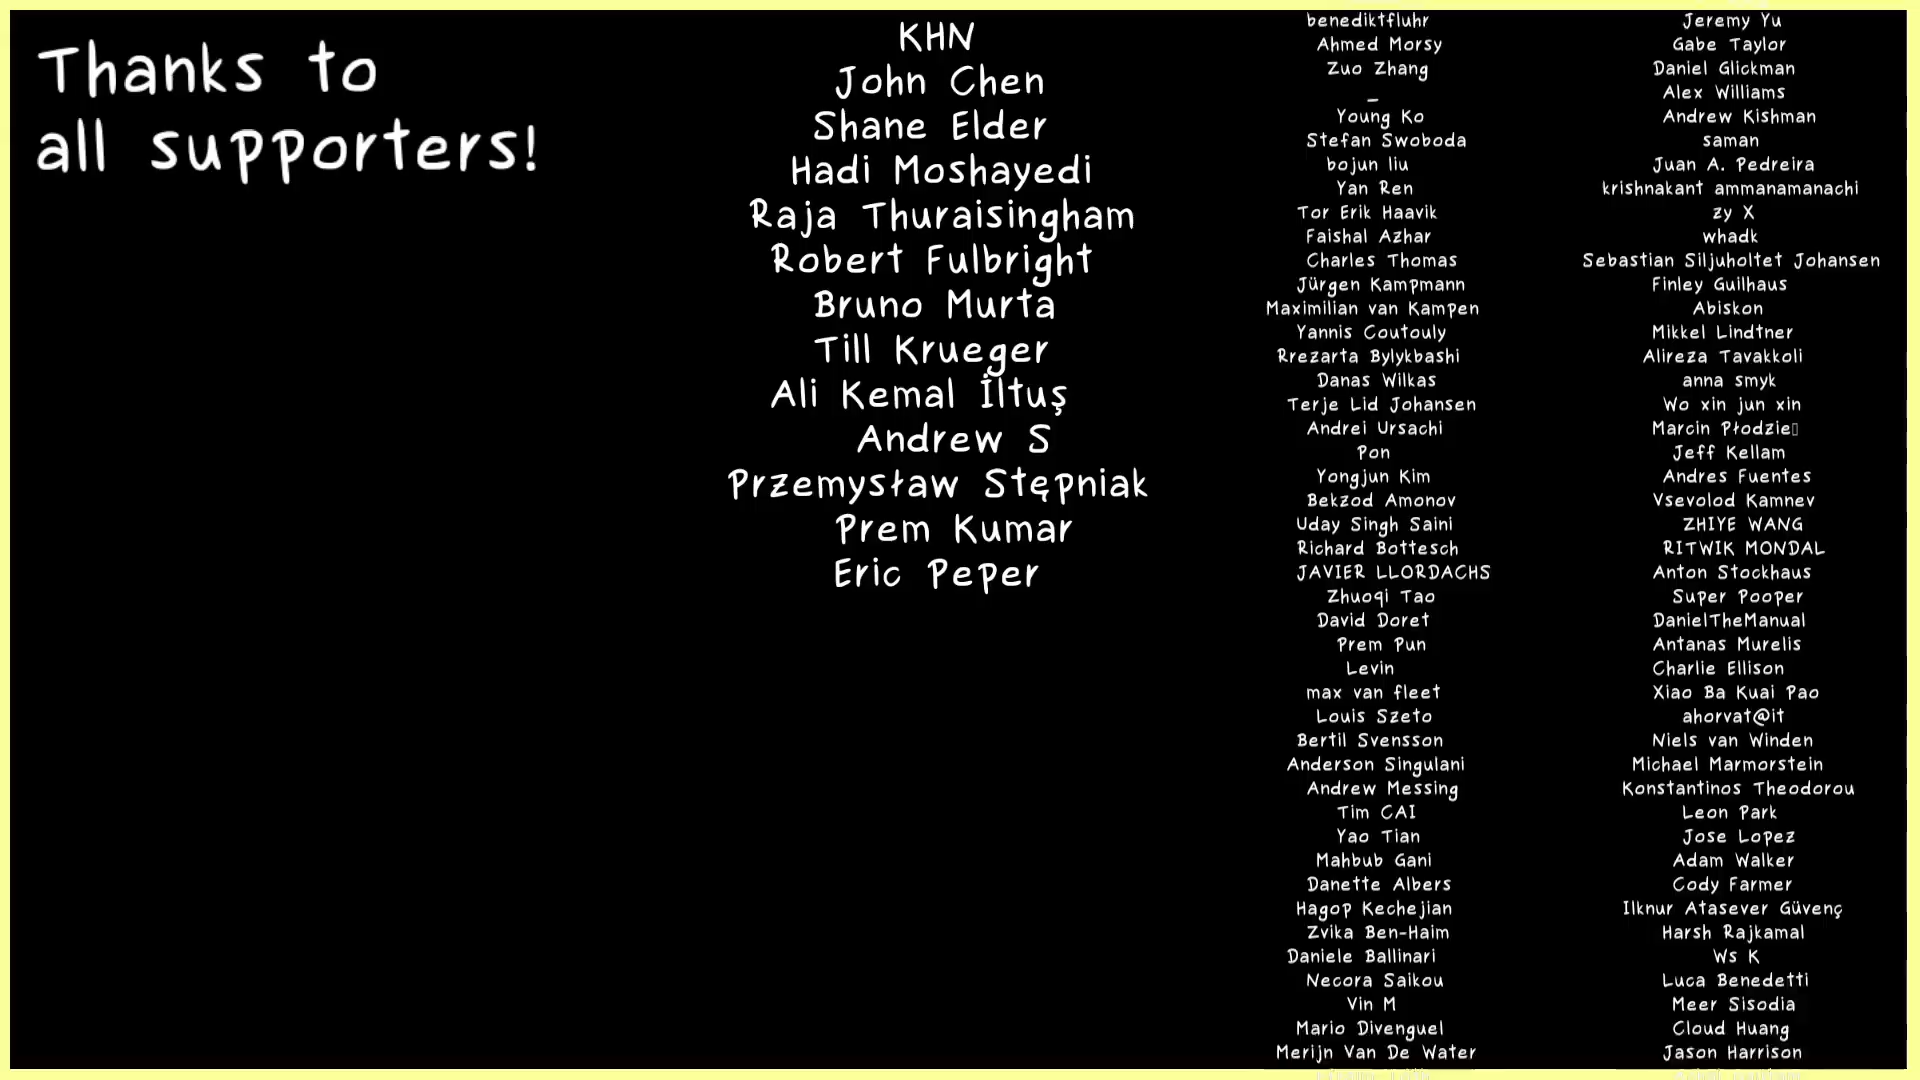 Thanks to
all supporters!
KHN
John Chen
Shane Elder
Hadi Moshayedi
Raja Thuraisingham
Robert Fulbright
Bruno Murta
Till Krueger
Ali Kemal İltuş
Andrew S
Przemysław Stępniak
Prem Kumar
Eric Peper
benediktfluhr
Ahmed Morsy
Zuo Zhang
_
Young Ko
Stefan Swoboda
bojun liu
Yan Ren
Tor Erik Haavik
Faishal Azhar
Charles Thomas
Jürgen Kampmann
Maximilian van Kampen
Yannis Coutouly
Rrezarta Bylykbashi
Danas Wilkas
Terje Lid Johansen
Andrei Ursachi
Pon
Yongjun Kim
Bekzod Amonov
Uday Singh Saini
Richard Bottesch
JAVIER LLORDACHS
Zhuoqi Tao
David Doret
Prem Pun
Levin
max van fleet
Louis Szeto
Bertil Svensson
Anderson Singulani
Andrew Messing
Tim CAI
Yao Tian
Mahbub Gani
Danette Albers
Hagop Kechejian
Zvika Ben-Haim
Daniele Ballinari
Necora Saikou
Vin M
Mario Divenguel
Merijn Van De Water
Jeremy Yu
Gabe Taylor
Daniel Glickman
Alex Williams
Andrew Kishman
saman
Juan A. Pedreira
krishnakant ammanamanachi
zy X
whadk
Sebastian Siljuholtet Johansen
Finley Guilhaus
Abiskon
Mikkel Lindtner
Alireza Tavakkoli
anna smyk
Wo xin jun xin
Marcin Płodzie▯
Jeff Kellam
Andres Fuentes
Vsevolod Kamnev
ZHIYE WANG
RITWIK MONDAL
Anton Stockhaus
Super Pooper
DanielTheManual
Antanas Murelis
Charlie Ellison
Xiao Ba Kuai Pao
ahorvat@it
Niels van Winden
Michael Marmorstein
Konstantinos Theodorou
Leon Park
Jose Lopez
Adam Walker
Cody Farmer
Ilknur Atasever Güvenç
Harsh Rajkamal
Ws K
Luca Benedetti
Meer Sisodia
Cloud Huang
Jason Harrison